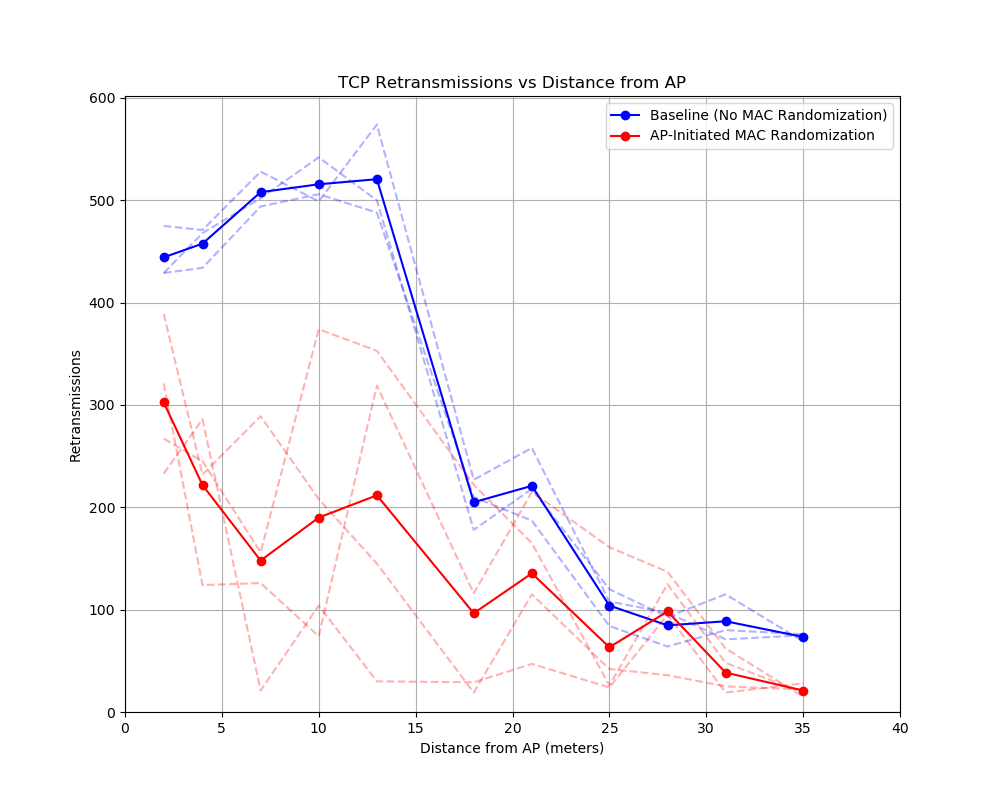 TCP Retransmissions vs Distance from AP
Baseline (No MAC Randomization)
AP-Initiated MAC Randomization
600
500
400
300
200
100
0
Retransmissions
0 5 10 15 20 25 30 35 40
Distance from AP (meters)